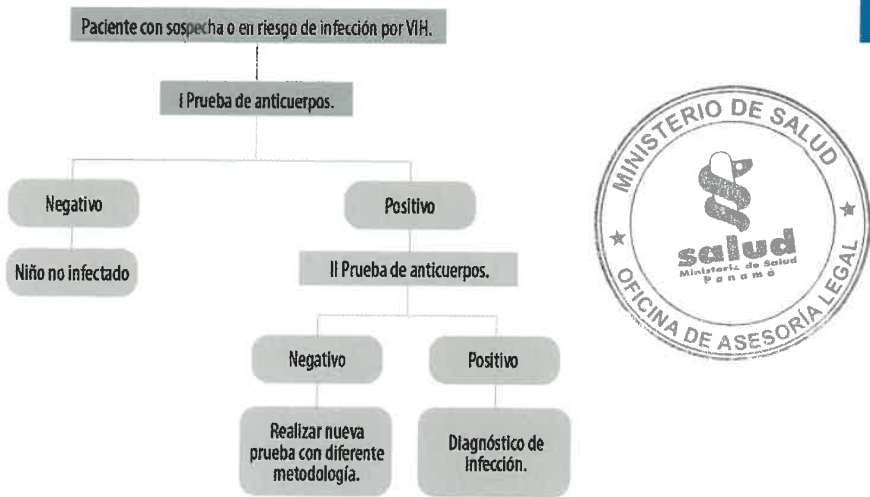 Paciente con sospecha o en riesgo de infección por VIH.
I Prueba de anticuerpos.
Negativo
Positivo
Niño no infectado
II Prueba de anticuerpos.
Negativo
Positivo
Realizar nueva
prueba con diferente
metodología.
Diagnóstico de
infección.
MINISTERIO DE SALUD
salud
Ministerio de Salud
Panamá
OFICINA DE ASESORÍA LEGAL